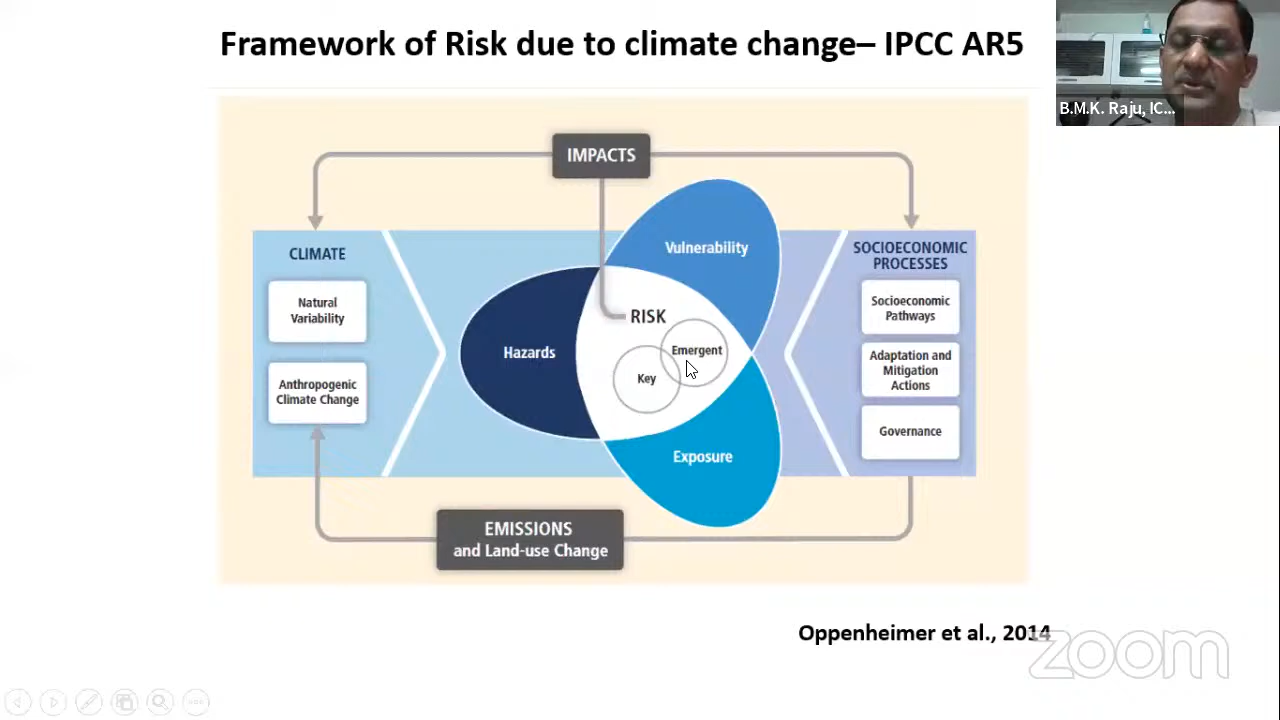 Framework of Risk due to climate change– IPCC AR5
B.M.K. Raju, IC...
IMPACTS
Vulnerability
CLIMATE
SOCIOECONOMIC
PROCESSES
Natural
Variability
Socioeconomic
Pathways
RISK
Hazards
Emergent
Key
Adaptation and
Mitigation
Actions
Anthropogenic
Climate Change
Governance
Exposure
EMISSIONS
and Land-use Change
Oppenheimer et al., 2014
zoom